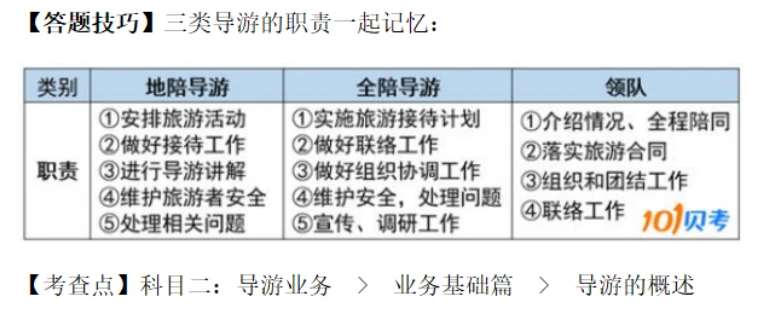 【答题技巧】三类导游的职责一起记忆：
类别 地陪导游 全陪导游 领队
职责
①安排旅游活动
②做好接待工作
③进行导游讲解
④维护旅游者安全
⑤处理相关问题
①实施旅游接待计划
②做好联络工作
③做好组织协调工作
④维护安全，处理问题
⑤宣传、调研工作
①介绍情况、全程陪同
②落实旅游合同
③组织和团结工作
④联络工作
101贝考
【考查点】科目二：导游业务 > 业务基础篇 > 导游的概述